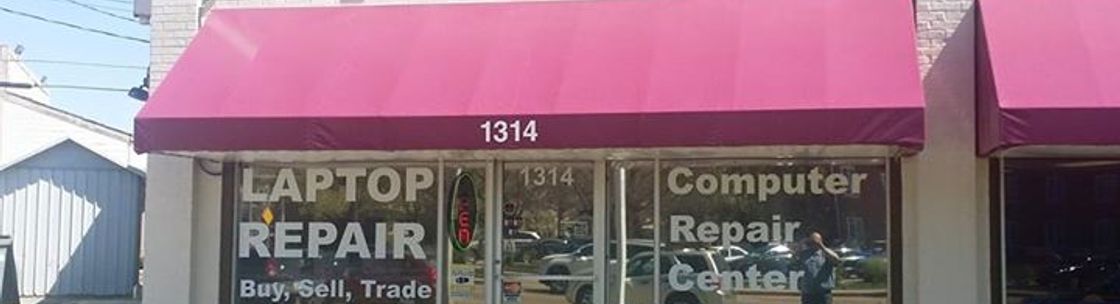 1314
LAPTOP
REPAIR
Buy, Sell, Trade
1314
Computer
Repair
Center